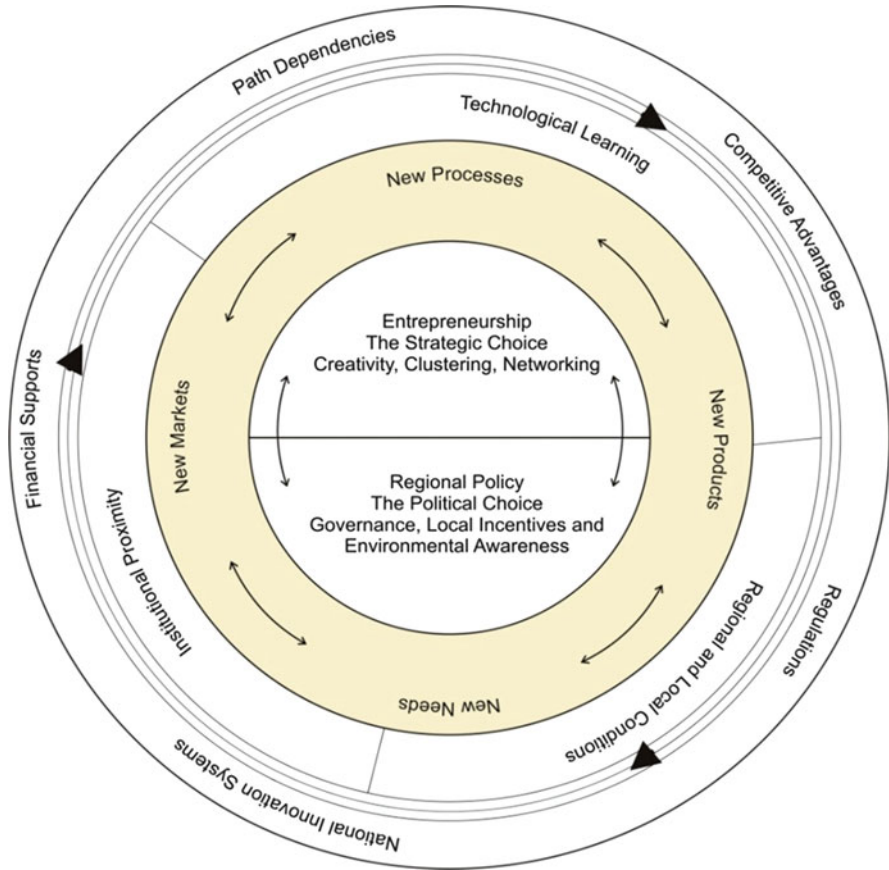 Path Dependencies
Competitive Advantages
Regulations
National Innovation Systems
Financial Supports
Technological Learning
Regional and Local Conditions
Institutional Proximity
New Processes
New Products
New Needs
New Markets
Entrepreneurship
The Strategic Choice
Creativity, Clustering, Networking
Regional Policy
The Political Choice
Governance, Local Incentives and
Environmental Awareness